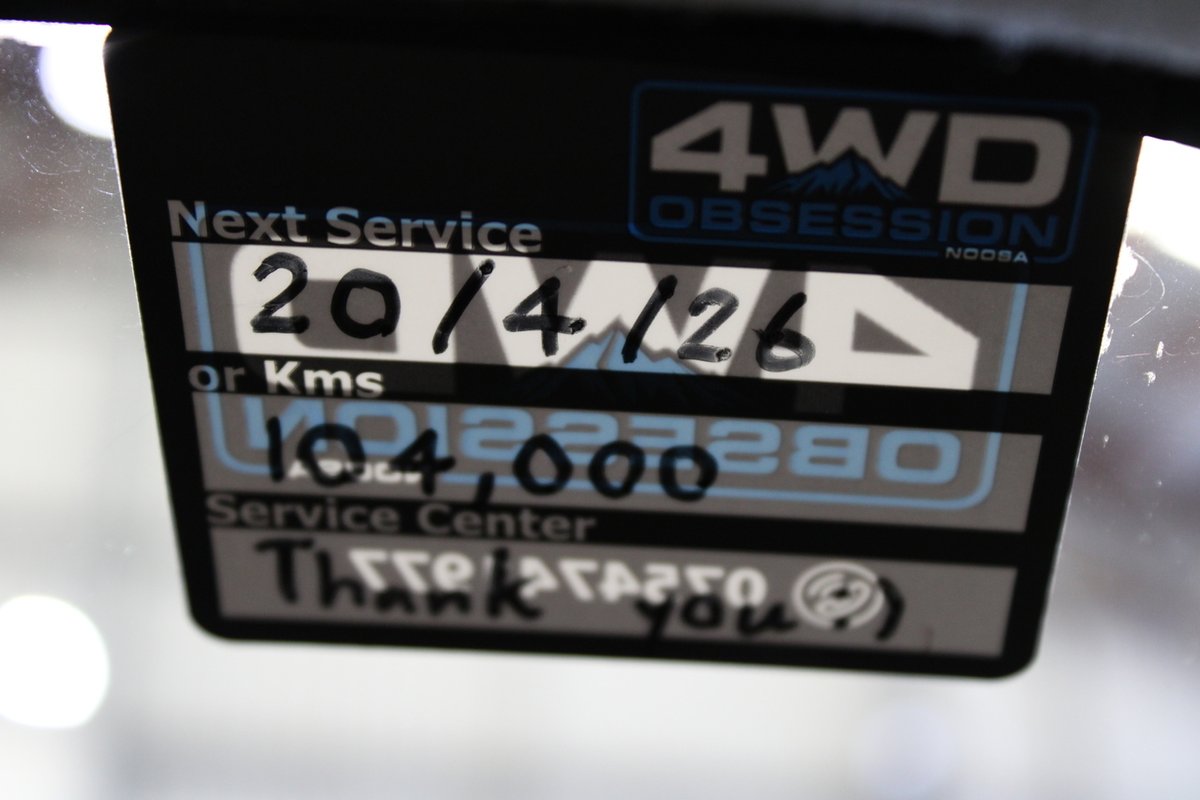 4WD
OBSESSION
NOOSA
Next Service
20/4/26
or Kms
104,000
Service Center
Thank you :)